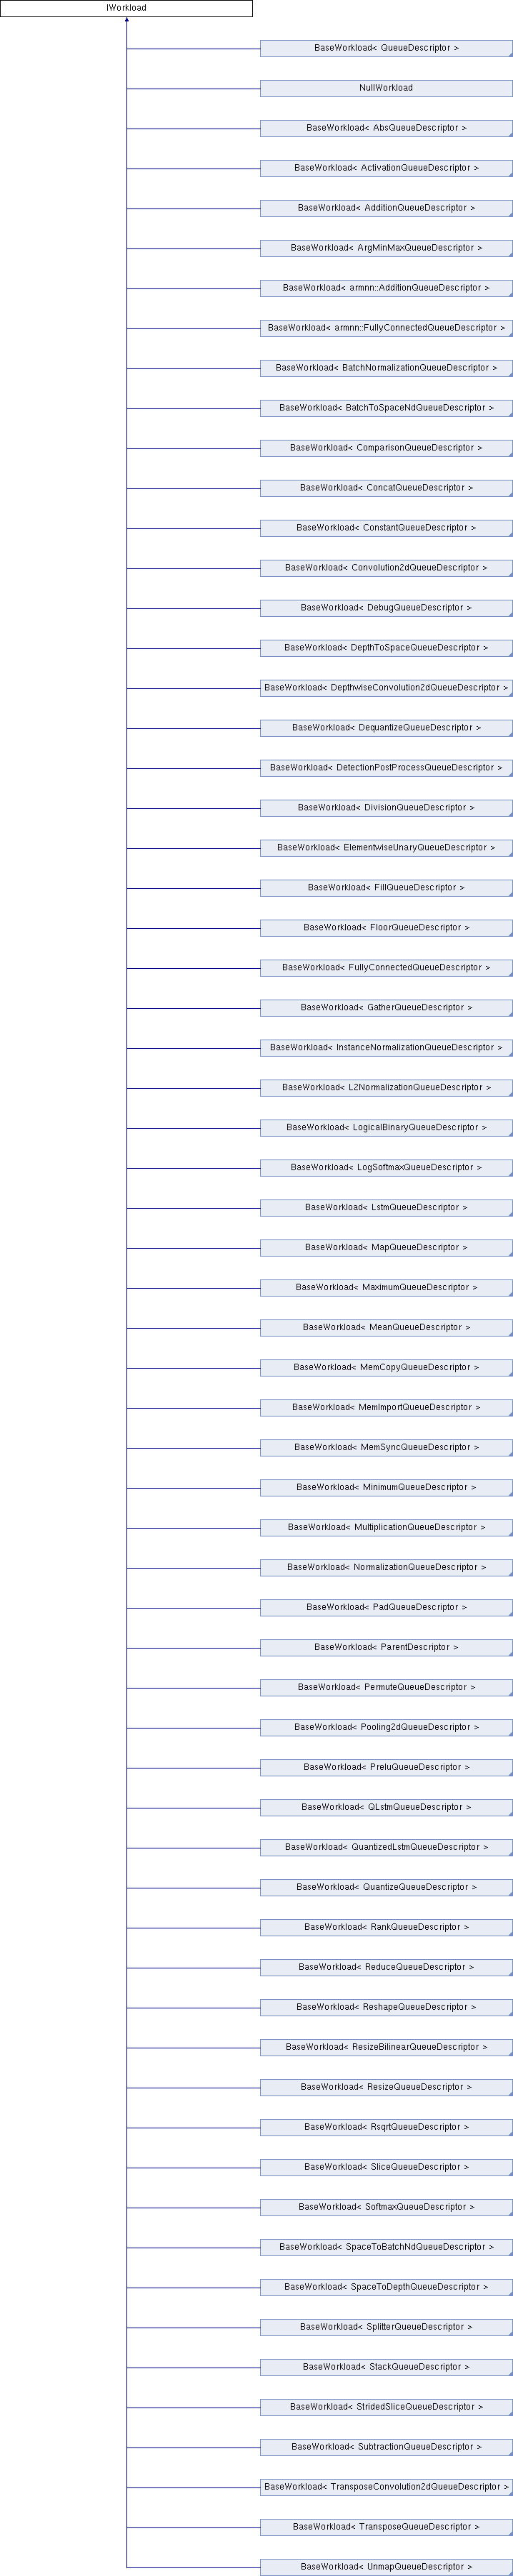 IWorkload
BaseWorkload< QueueDescriptor >
NullWorkload
BaseWorkload< AbsQueueDescriptor >
BaseWorkload< ActivationQueueDescriptor >
BaseWorkload< AdditionQueueDescriptor >
BaseWorkload< ArgMinMaxQueueDescriptor >
BaseWorkload< armnn::AdditionQueueDescriptor >
BaseWorkload< armnn::FullyConnectedQueueDescriptor >
BaseWorkload< BatchNormalizationQueueDescriptor >
BaseWorkload< BatchToSpaceNdQueueDescriptor >
BaseWorkload< ComparisonQueueDescriptor >
BaseWorkload< ConcatQueueDescriptor >
BaseWorkload< ConstantQueueDescriptor >
BaseWorkload< Convolution2dQueueDescriptor >
BaseWorkload< DebugQueueDescriptor >
BaseWorkload< DepthToSpaceQueueDescriptor >
BaseWorkload< DepthwiseConvolution2dQueueDescriptor >
BaseWorkload< DequantizeQueueDescriptor >
BaseWorkload< DetectionPostProcessQueueDescriptor >
BaseWorkload< DivisionQueueDescriptor >
BaseWorkload< ElementwiseUnaryQueueDescriptor >
BaseWorkload< FillQueueDescriptor >
BaseWorkload< FloorQueueDescriptor >
BaseWorkload< FullyConnectedQueueDescriptor >
BaseWorkload< GatherQueueDescriptor >
BaseWorkload< InstanceNormalizationQueueDescriptor >
BaseWorkload< L2NormalizationQueueDescriptor >
BaseWorkload< LogicalBinaryQueueDescriptor >
BaseWorkload< LogSoftmaxQueueDescriptor >
BaseWorkload< LstmQueueDescriptor >
BaseWorkload< MapQueueDescriptor >
BaseWorkload< MaximumQueueDescriptor >
BaseWorkload< MeanQueueDescriptor >
BaseWorkload< MemCopyQueueDescriptor >
BaseWorkload< MemImportQueueDescriptor >
BaseWorkload< MemSyncQueueDescriptor >
BaseWorkload< MinimumQueueDescriptor >
BaseWorkload< MultiplicationQueueDescriptor >
BaseWorkload< NormalizationQueueDescriptor >
BaseWorkload< PadQueueDescriptor >
BaseWorkload< ParentDescriptor >
BaseWorkload< PermuteQueueDescriptor >
BaseWorkload< Pooling2dQueueDescriptor >
BaseWorkload< PreluQueueDescriptor >
BaseWorkload< QLstmQueueDescriptor >
BaseWorkload< QuantizedLstmQueueDescriptor >
BaseWorkload< QuantizeQueueDescriptor >
BaseWorkload< RankQueueDescriptor >
BaseWorkload< ReduceQueueDescriptor >
BaseWorkload< ReshapeQueueDescriptor >
BaseWorkload< ResizeBilinearQueueDescriptor >
BaseWorkload< ResizeQueueDescriptor >
BaseWorkload< RsqrtQueueDescriptor >
BaseWorkload< SliceQueueDescriptor >
BaseWorkload< SoftmaxQueueDescriptor >
BaseWorkload< SpaceToBatchNdQueueDescriptor >
BaseWorkload< SpaceToDepthQueueDescriptor >
BaseWorkload< SplitterQueueDescriptor >
BaseWorkload< StackQueueDescriptor >
BaseWorkload< StridedSliceQueueDescriptor >
BaseWorkload< SubtractionQueueDescriptor >
BaseWorkload< TransposeConvolution2dQueueDescriptor >
BaseWorkload< TransposeQueueDescriptor >
BaseWorkload< UnmapQueueDescriptor >